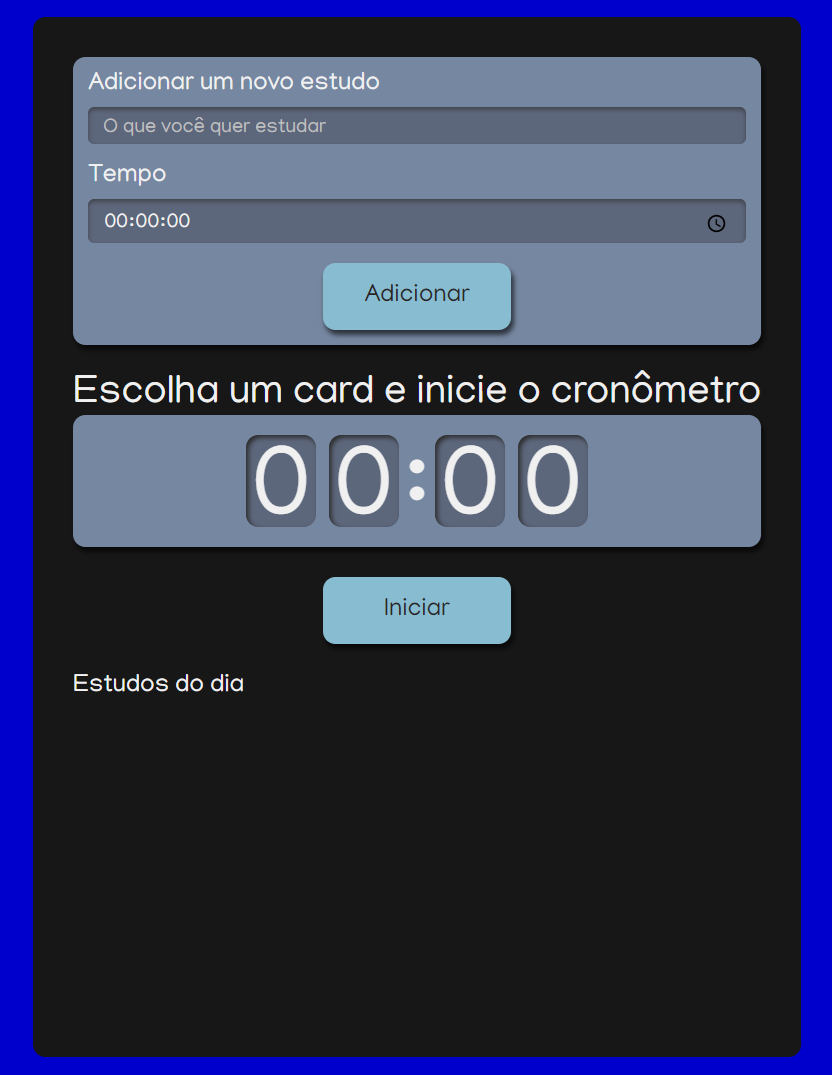 Adicionar um novo estudo
O que você quer estudar
Tempo
00:00:00
Adicionar
Escolha um card e inicie o cronômetro
00:00
Iniciar
Estudos do dia